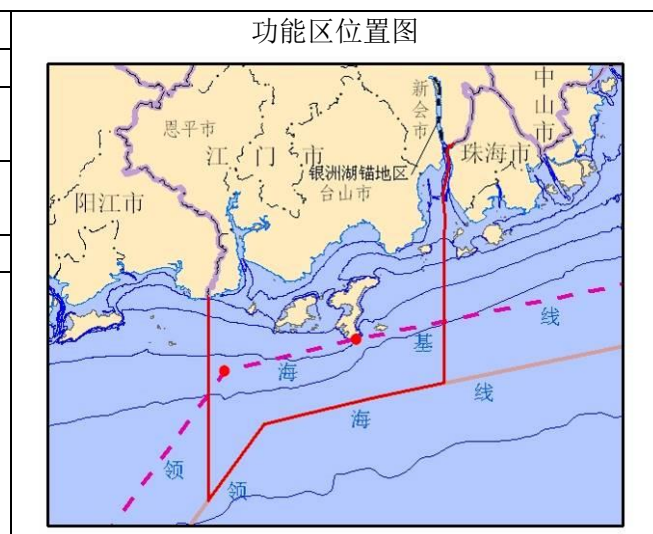 功能区位置图
中山市
新会市
恩平市
江门市
珠海市
银洲湖锚地区
台山市
阳江市
领海基线
领海线